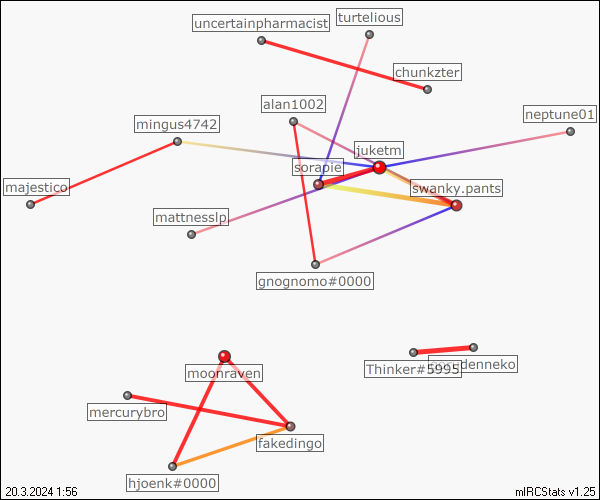 turtelious
uncertainpharmacist
chunkzter
alan1002
neptune01
mingus4742
juketm
sorapie
majestico
swanky.pants
mattnesslp
gnognomo#0000
Thinker#5995
denneko
moonraven
mercurybro
fakedingo
hjoenk#0000
20.3.2024 1:56
mIRCStats v1.25